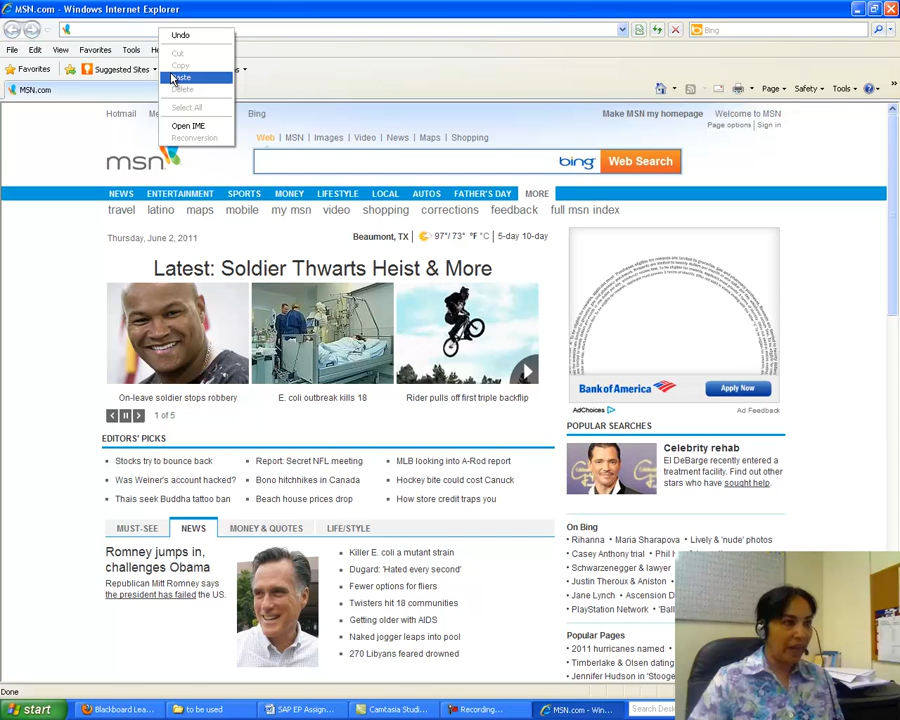 MSN.com - Windows Internet Explorer
Bing
File Edit View Favorites Tools
Favorites Suggested Sites
MSN.com
Page Safety Tools
Undo
Cut
Copy
Delete
Select All
Open IME
Reconversion
Hotmail Bing Make MSN my homepage Welcome to MSN
Page options | Sign in
Web | MSN | Images | Video | News | Maps | Shopping
msn
bing Web Search
NEWS ENTERTAINMENT SPORTS MONEY LIFESTYLE LOCAL AUTOS FATHER'S DAY MORE
travel latino maps mobile my msn video shopping corrections feedback full msn index
Thursday, June 2, 2011 Beaumont, TX | 97°/ 73° °F °C | 5-day 10-day
Latest: Soldier Thwarts Heist & More
On-leave soldier stops robbery
E. coli outbreak kills 18
Rider pulls off first triple backflip
1 of 5
Bank of America Apply Now
AdChoices Ad Feedback
EDITORS' PICKS
Stocks try to bounce back
Was Weiner's account hacked?
Thais seek Buddha tattoo ban
Report: Secret NFL meeting
Bono hitchhikes in Canada
Beach house prices drop
MLB looking into A-Rod report
Hockey bite could cost Canuck
How store credit traps you
POPULAR SEARCHES
Celebrity rehab
El DeBarge recently entered a
treatment facility. Find out other
stars who have sought help.
MUST-SEE NEWS MONEY & QUOTES LIFE/STYLE
Romney jumps in,
challenges Obama
Republican Mitt Romney says
the president has failed the US.
Killer E. coli a mutant strain
Dugard: 'Hated every second'
Fewer options for fliers
Twisters hit 18 communities
Getting older with AIDS
Naked jogger leaps into pool
270 Libyans feared drowned
On Bing
Rihanna Maria Sharapova Lively & 'nude' photos
Casey Anthony trial Phil
Schwarzenegger & lawyer
Justin Theroux & Aniston
Jane Lynch Ascension
PlayStation Network
Popular Pages
2011 hurricanes named
Timberlake & Olsen dating
Jennifer Hudson's
Done
start Blackboard Lea... to be used SAP EP Assign... Camtasia Studi... Recording... MSN.com - Win... Search